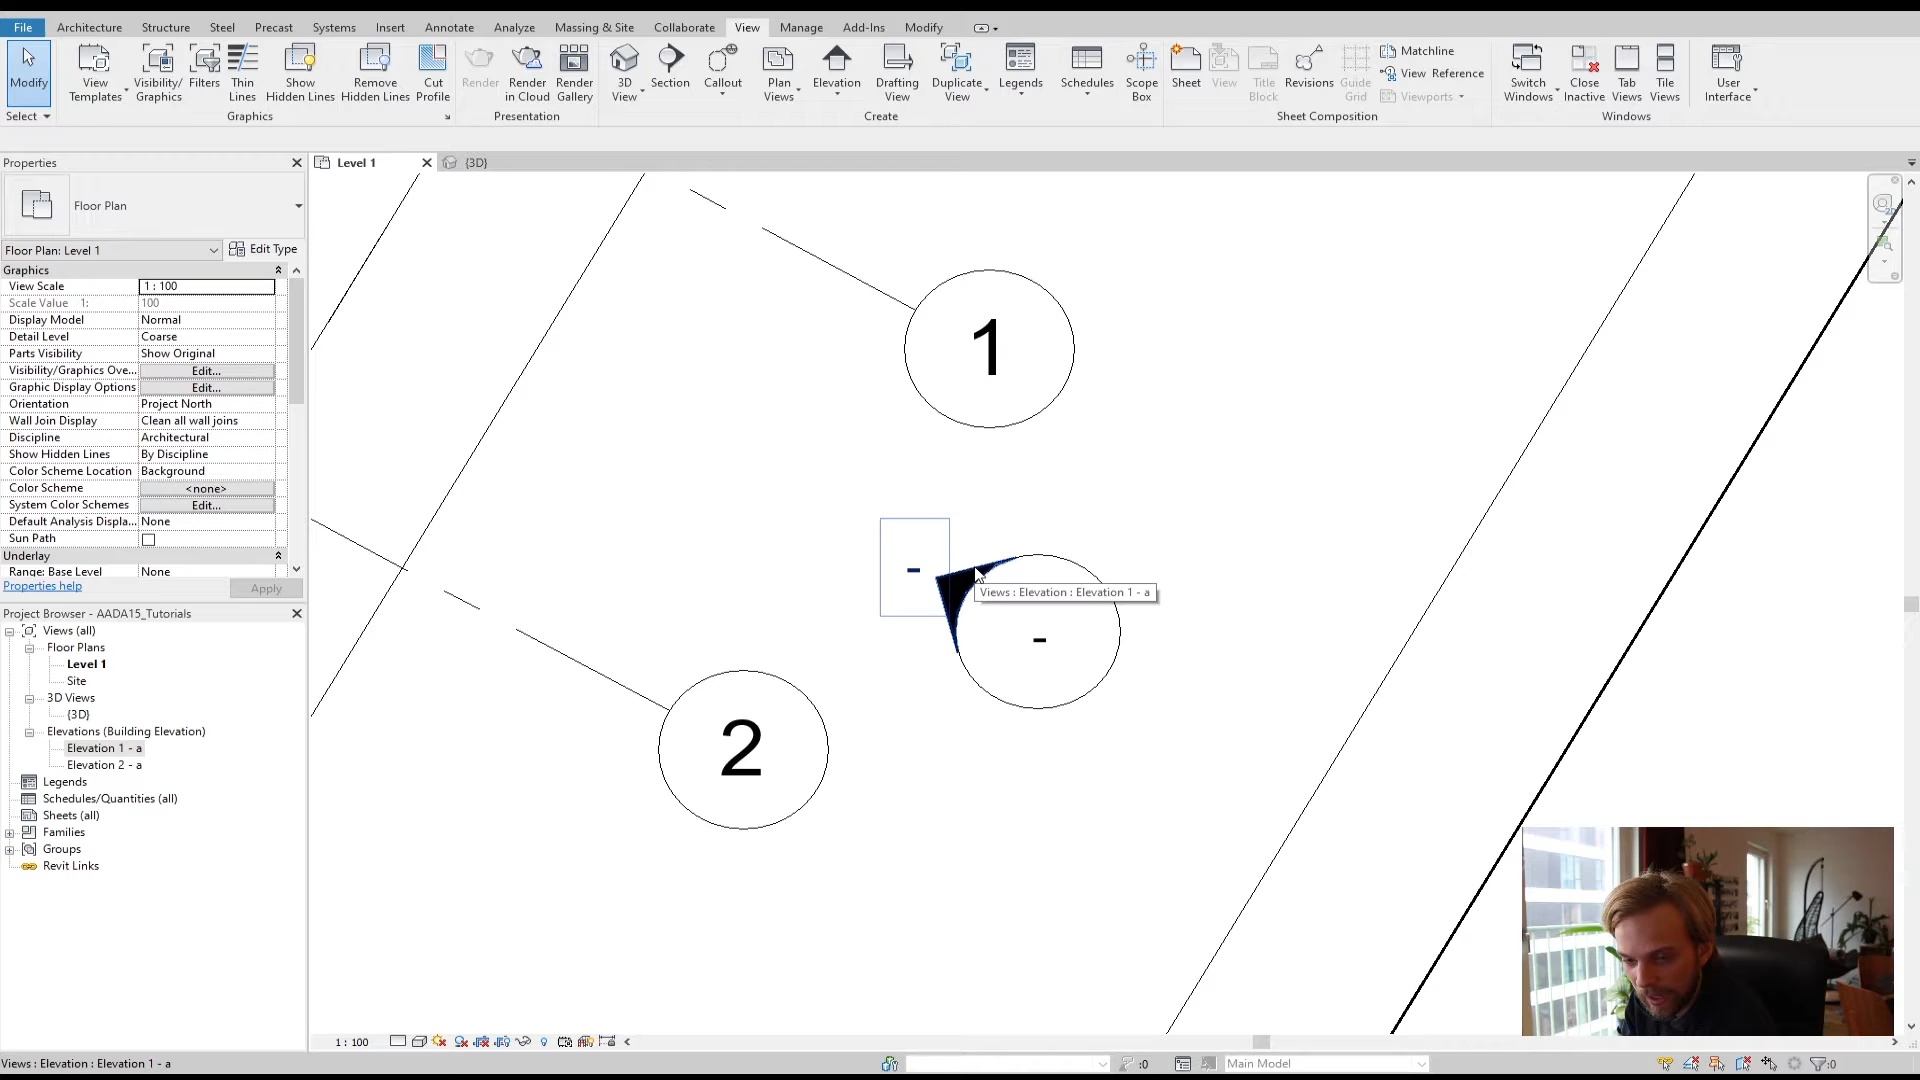 File Architecture Structure Steel Precast Systems Insert Annotate Analyze Massing & Site Collaborate View Manage Add-Ins Modify
Modify
View Templates
Visibility/ Graphics
Filters
Thin Lines
Show Hidden Lines
Remove Hidden Lines
Cut Profile
Render
Render in Cloud
Render Gallery
3D View
Section
Callout
Plan Views
Elevation
Drafting View
Duplicate View
Legends
Schedules
Scope Box
Sheet
View
Title Block
Revisions
Guide Grid
Matchline
View Reference
Viewports
Switch Windows
Close Inactive
Tab Views
Tile Views
User Interface
Select Graphics Presentation Create Sheet Composition Windows
Properties
Level 1 {3D}
Floor Plan
Floor Plan: Level 1 Edit Type
Graphics
View Scale 1 : 100
Scale Value 1: 100
Display Model Normal
Detail Level Coarse
Parts Visibility Show Original
Visibility/Graphics Ove... Edit...
Graphic Display Options Edit...
Orientation Project North
Wall Join Display Clean all wall joins
Discipline Architectural
Show Hidden Lines By Discipline
Color Scheme Location Background
Color Scheme <none>
System Color Schemes Edit...
Default Analysis Displa... None
Sun Path
Underlay
Range: Base Level None
Properties help Apply
Project Browser - AADA15_Tutorials
Views (all)
Floor Plans
Level 1
Site
3D Views
{3D}
Elevations (Building Elevation)
Elevation 1 - a
Elevation 2 - a
Legends
Schedules/Quantities (all)
Sheets (all)
Families
Groups
Revit Links
1
-
Views : Elevation : Elevation 1 - a
-
2
1 : 100
Views : Elevation : Elevation 1 - a
:0
Main Model
:0